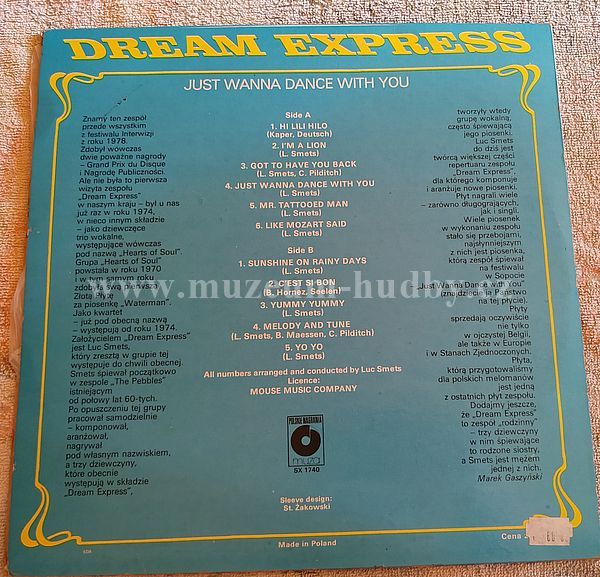 DREAM EXPRESS
JUST WANNA DANCE WITH YOU
Znamy ten zespół
przede wszystkim
z festiwalu Interwizji
z roku 1978.
Zdobył wówczas
dwie poważne nagrody
– Grand Prix du Disque
i Nagrodę Publiczności.
Ale nie była to pierwsza
wizyta zespołu
„Dream Express”
w naszym kraju – byl u nas
już raz w roku 1974,
w nieco innym składzie
– jako dziewczęce
trio wokalne,
występujące wówczas
pod nazwą „Hearts of Soul”.
Grupa „Hearts of Soul”
powstała w roku 1970
i w tym samym roku
zdobyła swą pierwszą
Złotą Płytę
za piosenkę „Waterman”.
Jako kwartet
– już pod obecną nazwą
– występują od roku 1974.
Założycielem „Dream Express”
jest Luc Smets,
który zresztą w grupie tej
występuje do chwili obecnej.
Smets śpiewał początkowo
w zespole „The Pebbles”
istniejącym
od połowy lat 60-tych.
Po opuszczeniu tej grupy
pracował samodzielnie
– komponował,
aranżował,
nagrywał
pod własnym nazwiskiem,
a trzy dziewczyny,
które obecnie
występują w składzie
„Dream Express”,
Side A
1. HI LILI HILO
(Kaper, Deutsch)
2. I'M A LION
(L. Smets)
3. GOT TO HAVE YOU BACK
(L. Smets, C. Pilditch)
4. JUST WANNA DANCE WITH YOU
(L. Smets)
5. MR. TATTOOED MAN
(L. Smets)
6. LIKE MOZART SAID
(L. Smets)
Side B
1. SUNSHINE ON RAINY DAYS
(L. Smets)
2. C'EST SI BON
(B. Hornez, Seelen)
3. YUMMY YUMMY
(L. Smets)
4. MELODY AND TUNE
(L. Smets, B. Maessen, C. Pilditch)
5. YO YO
(L. Smets)
All numbers arranged and conducted by Luc Smets
Licence:
MOUSE MUSIC COMPANY
POLSKIE NAGRANIA
muza
SX 1740
Sleeve design:
St. Żakowski
Made in Poland
tworzyły wtedy
grupę wokalną,
często śpiewającą
jego piosenki.
Luc Smets
do dziś jest
twórcą większej części
repertuaru zespołu
„Dream Express”,
dla którego komponuje
i aranżuje nowe piosenki.
Płyt nagrali wiele
– zarówno długogrających,
jak i singli.
Wiele piosenek
w wykonaniu zespołu
stało się przebojami,
najsłynniejszym
z nich jest piosenka,
którą zespół śpiewał
na festiwalu
w Sopocie
– „Just Wanna Dance with You”
(znajdziecie ją Państwo
na tej płycie).
Płyty
sprzedają oczywiście
nie tylko
w ojczystej Belgii,
ale także w Europie
i w Stanach Zjednoczonych.
Płyta,
którą przygotowaliśmy
dla polskich melomanów
jest jedną
z ostatnich płyt zespołu.
Dodajmy jeszcze,
że „Dream Express”
to zespół „rodzinny”
– trzy dziewczyny
w nim śpiewające
to rodzone siostry,
a Smets jest mężem
jednej z nich.
Marek Gaszyński
Cena
www.muzeum-hudby.eu